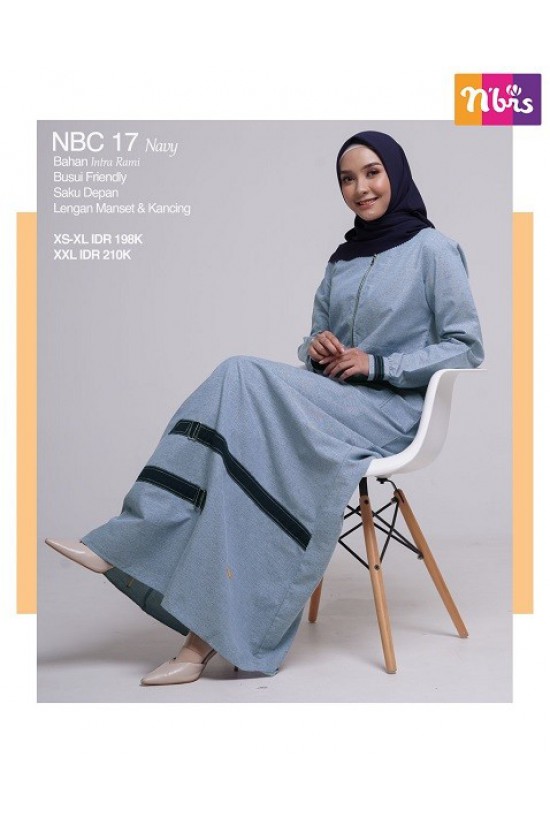 N'brs
NBC 17 Navy
Bahan Intra Rami
Busui Friendly
Saku Depan
Lengan Manset & Kancing
XS-XL IDR 198K
XXL IDR 210K